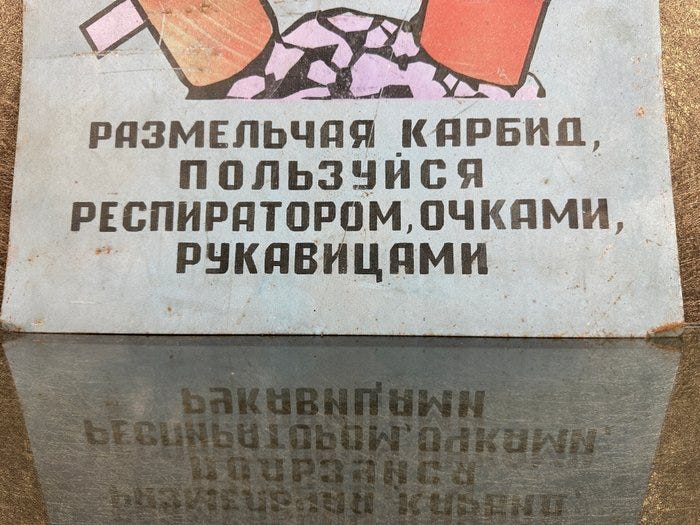 РАЗМЕЛЬЧАЯ КАРБИД,
ПОЛЬЗУЙСЯ
РЕСПИРАТОРОМ, ОЧКАМИ,
РУКАВИЦАМИ